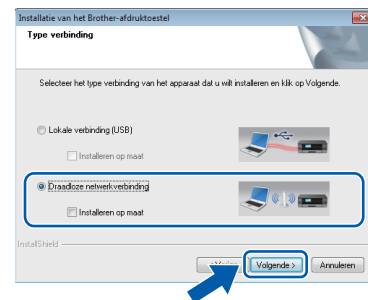 Installatie van het Brother-afdruktoestel
Type verbinding
Selecteer het type verbinding van het apparaat dat u wilt installeren en klik op Volgende.
Lokale verbinding (USB)
Installeren op maat
Draadloze netwerkverbinding
Installeren op maat
InstallShield
Volgende >
Annuleren